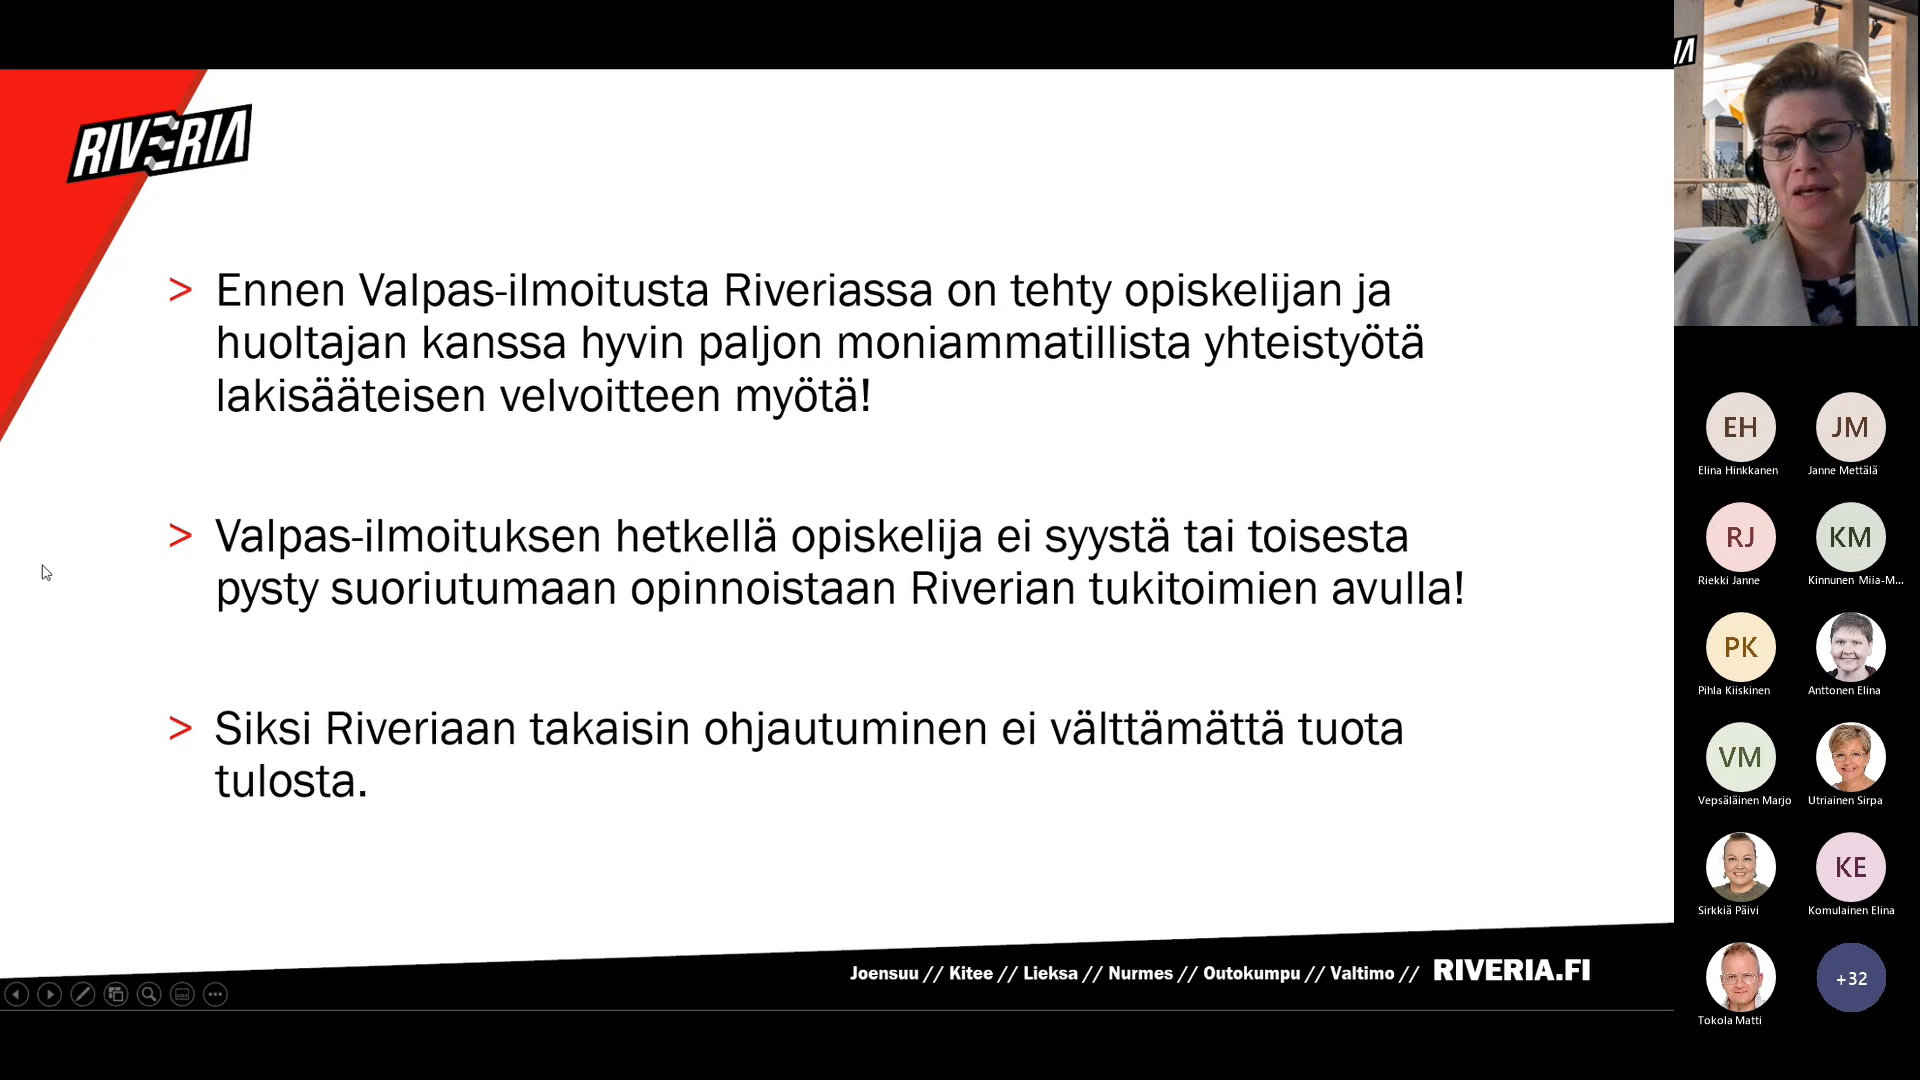 RIVERIA
> Ennen Valpas-ilmoitusta Riveriassa on tehty opiskelijan ja
huoltajan kanssa hyvin paljon moniammatillista yhteistyötä
lakisääteisen velvoitteen myötä!
> Valpas-ilmoituksen hetkellä opiskelija ei syystä tai toisesta
pysty suoriutumaan opinnoistaan Riverian tukitoimien avulla!
> Siksi Riveriaan takaisin ohjautuminen ei välttämättä tuota
tulosta.
Joensuu // Kitee // Lieksa // Nurmes // Outokumpu // Valtimo // RIVERIA.FI
IA
EH JM
Elina Hinkkanen Janne Mettälä
RJ KM
Riekki Janne Kinnunen Miia-M...
PK
Pihla Kiiskinen Anttonen Elina
VM
Vepsäläinen Marjo Utriainen Sirpa
KE
Sirkkiä Päivi Komulainen Elina
+32
Tokola Matti